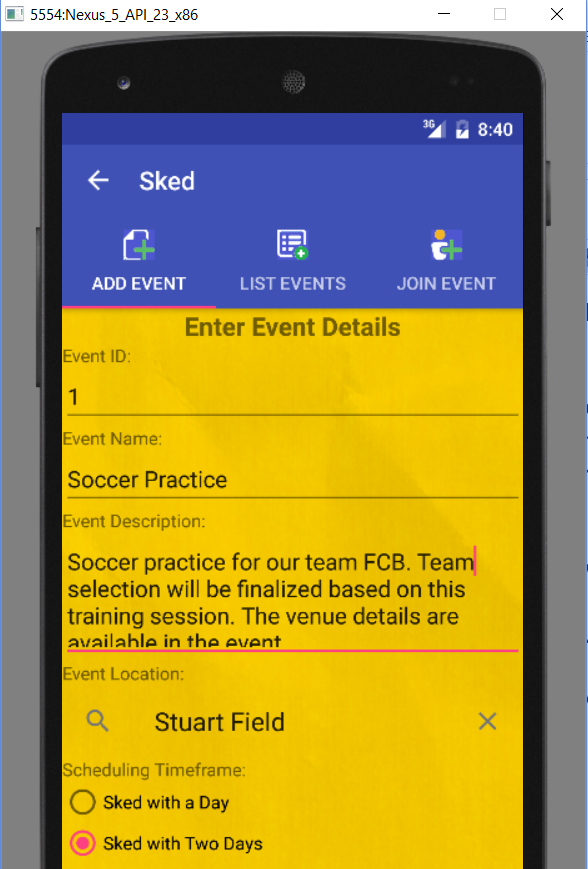 5554:Nexus_5_API_23_x86
3G 8:40
Sked
ADD EVENT LIST EVENTS JOIN EVENT
Enter Event Details
Event ID:
1
Event Name:
Soccer Practice
Event Description:
Soccer practice for our team FCB. Team
selection will be finalized based on this
training session. The venue details are
available in the event
Event Location:
Stuart Field
Scheduling Timeframe:
Sked with a Day
Sked with Two Days